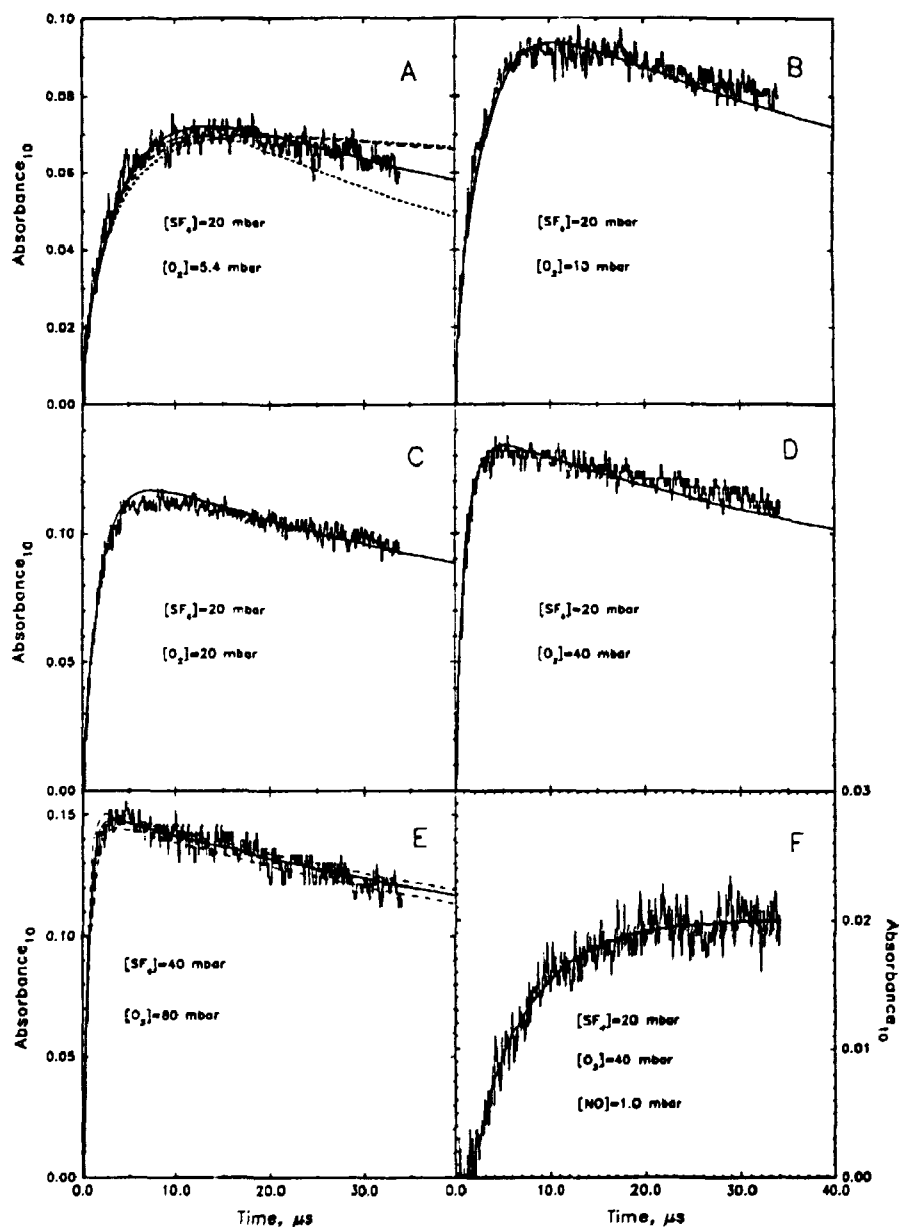 0.10
0.08
0.06
0.04
0.02
0.00
Absorbance₁₀
A
[SF₆]=20 mbar
[O₂]=5.4 mbar
B
[SF₆]=20 mbar
[O₂]=10 mbar
0.10
0.05
0.00
Absorbance₁₀
C
[SF₆]=20 mbar
[O₂]=20 mbar
D
[SF₆]=20 mbar
[O₂]=40 mbar
0.15
0.10
0.05
0.00
Absorbance₁₀
E
[SF₆]=40 mbar
[O₂]=80 mbar
0.0
10.0
20.0
30.0
Time, μs
F
[SF₆]=20 mbar
[O₂]=40 mbar
[NO]=1.0 mbar
0.03
0.02
0.01
0.00
Absorbance₁₀
0.0
10.0
20.0
30.0
40.0
Time, μs